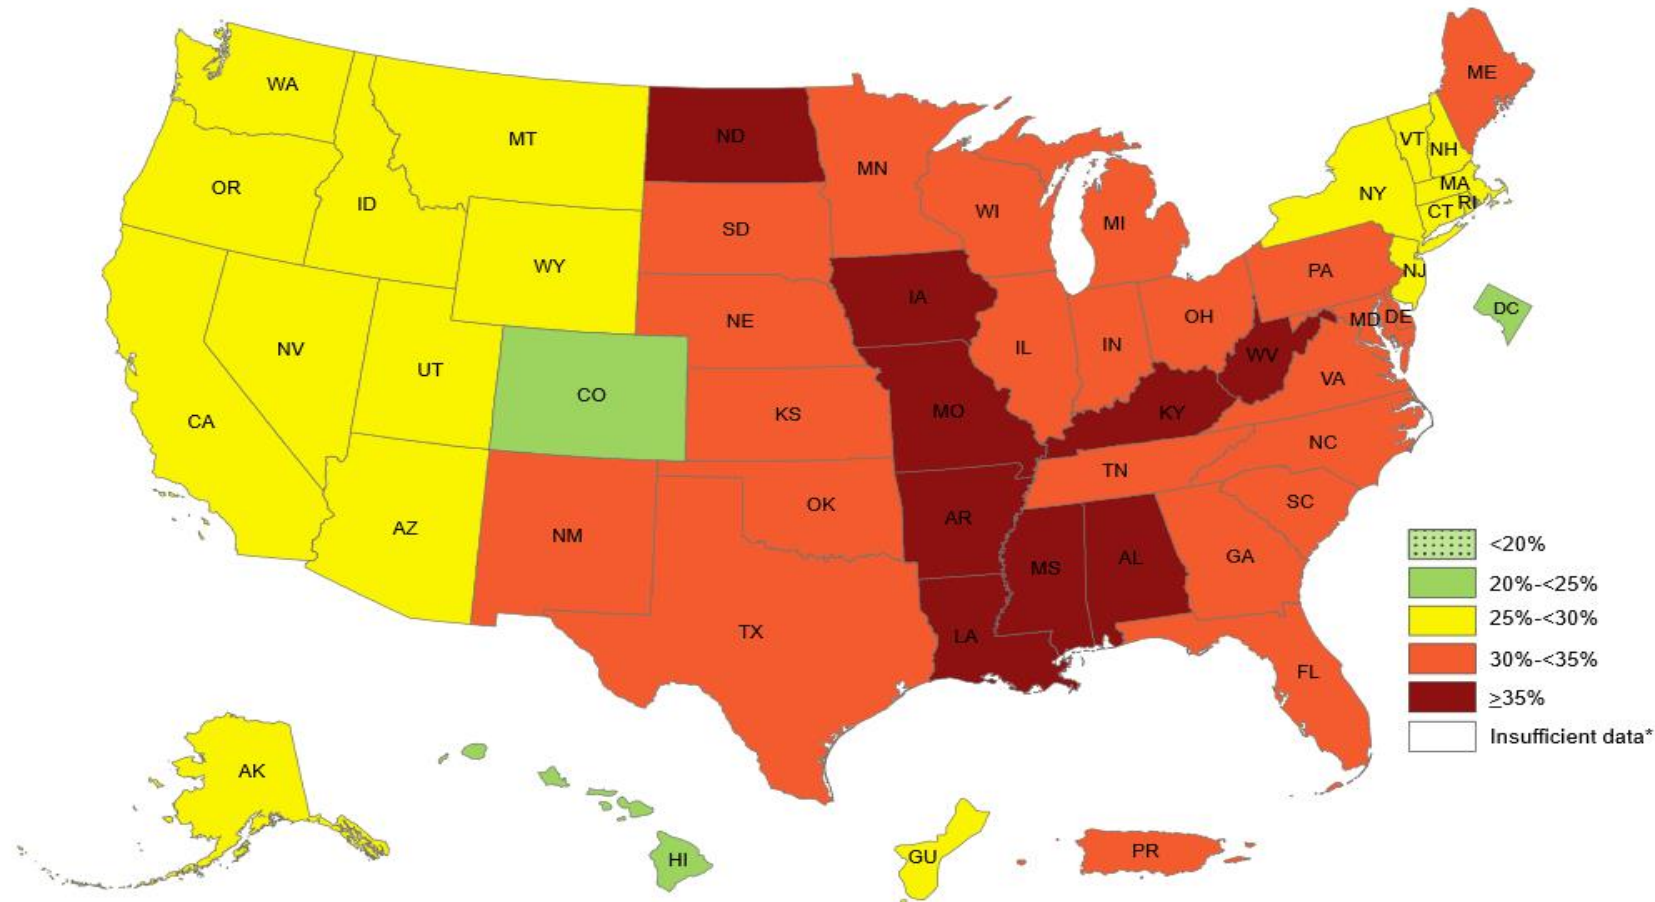 ME
WA
MT
ND
MN
VT
NH
OR
ID
SD
WI
MI
NY
MA
RI
CT
WY
NE
IA
PA
NJ
NV
UT
CO
IL
IN
OH
WV
MD
DE
DC
CA
KS
MO
KY
VA
NC
TN
AZ
NM
OK
AR
SC
MS
AL
GA
TX
LA
FL
<20%
20%-<25%
25%-<30%
30%-<35%
≥35%
Insufficient data*
AK
HI
GU
PR